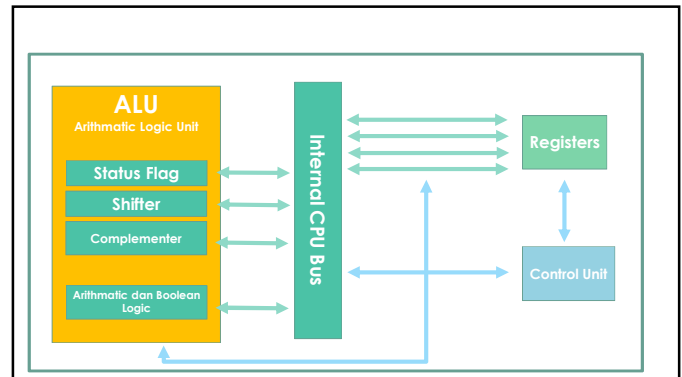 ALU
Arithmatic Logic Unit
Status Flag
Shifter
Complementer
Arithmatic dan Boolean
Logic
Internal CPU Bus
Registers
Control Unit